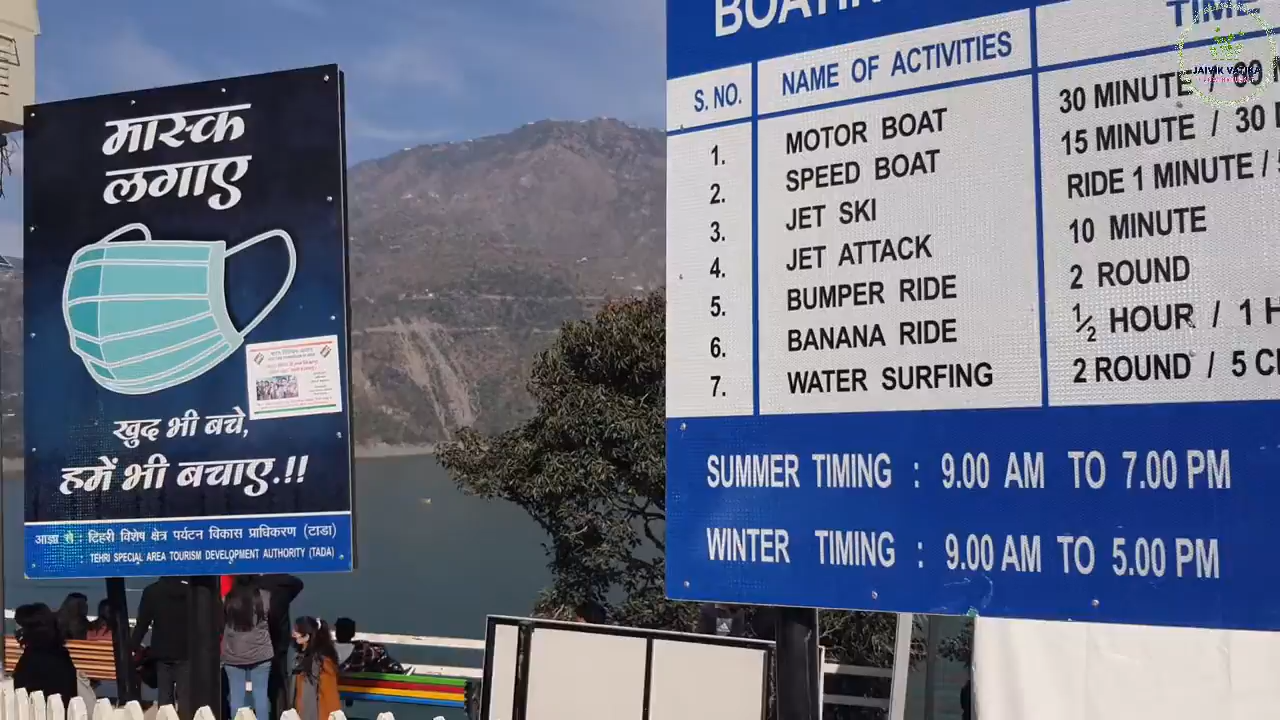 मास्क
लगाए
खुद भी बचे,
हमें भी बचाए.!!
आज्ञा से : टिहरी विशेष क्षेत्र पर्यटन विकास प्राधिकरण (टाडा)
: TEHRI SPECIAL AREA TOURISM DEVELOPMENT AUTHORITY (TADA)
S. NO. NAME OF ACTIVITIES TIME
1. MOTOR BOAT 30 MINUTE /
2. SPEED BOAT 15 MINUTE / 30
3. JET SKI RIDE 1 MINUTE /
4. JET ATTACK 10 MINUTE
5. BUMPER RIDE 2 ROUND
6. BANANA RIDE ½ HOUR / 1 H
7. WATER SURFING 2 ROUND / 5
SUMMER TIMING : 9.00 AM TO 7.00 PM
WINTER TIMING : 9.00 AM TO 5.00 PM
JAIVIK VATIKA